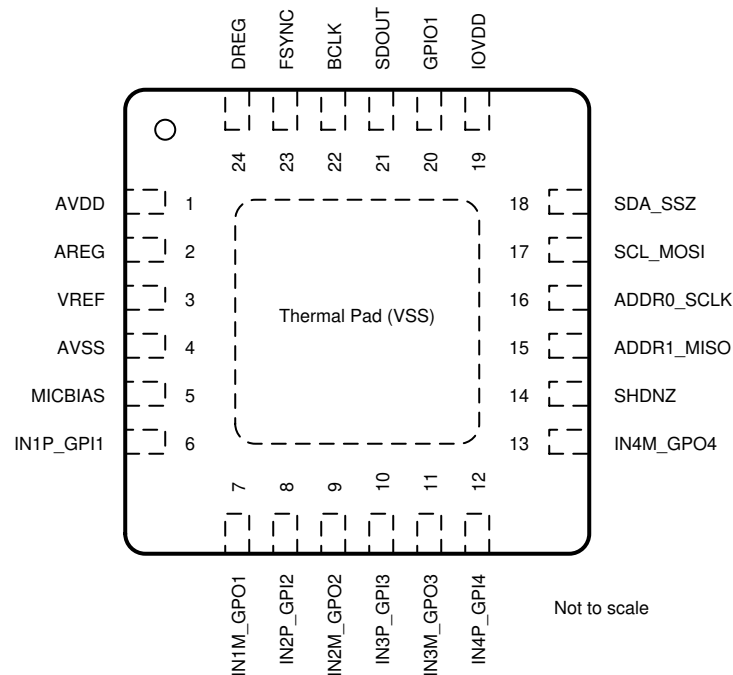 DREG
FSYNC
BCLK
SDOUT
GPIO1
IOVDD
24
23
22
21
20
19
AVDD 1
18 SDA_SSZ
AREG 2
17 SCL_MOSI
VREF 3
16 ADDR0_SCLK
Thermal Pad (VSS)
AVSS 4
15 ADDR1_MISO
MICBIAS 5
14 SHDNZ
IN1P_GPI1 6
13 IN4M_GPO4
7
8
9
10
11
12
IN1M_GPO1
IN2P_GPI2
IN2M_GPO2
IN3P_GPI3
IN3M_GPO3
IN4P_GPI4
Not to scale